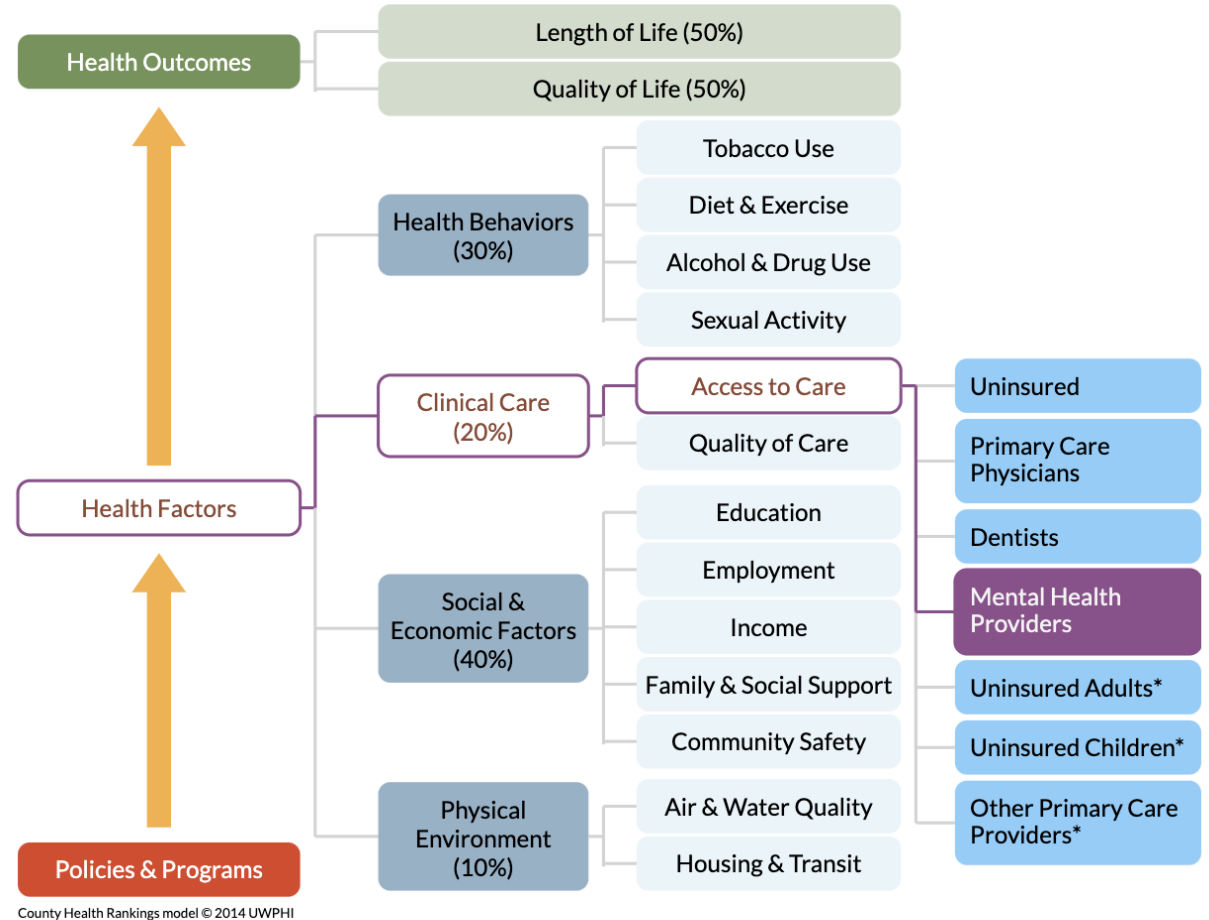 Health Outcomes
Length of Life (50%)
Quality of Life (50%)
Health Factors
Health Behaviors
(30%)
Tobacco Use
Diet & Exercise
Alcohol & Drug Use
Sexual Activity
Clinical Care
(20%)
Access to Care
Quality of Care
Uninsured
Primary Care
Physicians
Dentists
Mental Health
Providers
Uninsured Adults*
Uninsured Children*
Other Primary Care
Providers*
Social &
Economic Factors
(40%)
Education
Employment
Income
Family & Social Support
Community Safety
Physical
Environment
(10%)
Air & Water Quality
Housing & Transit
Policies & Programs
County Health Rankings model © 2014 UWPHI